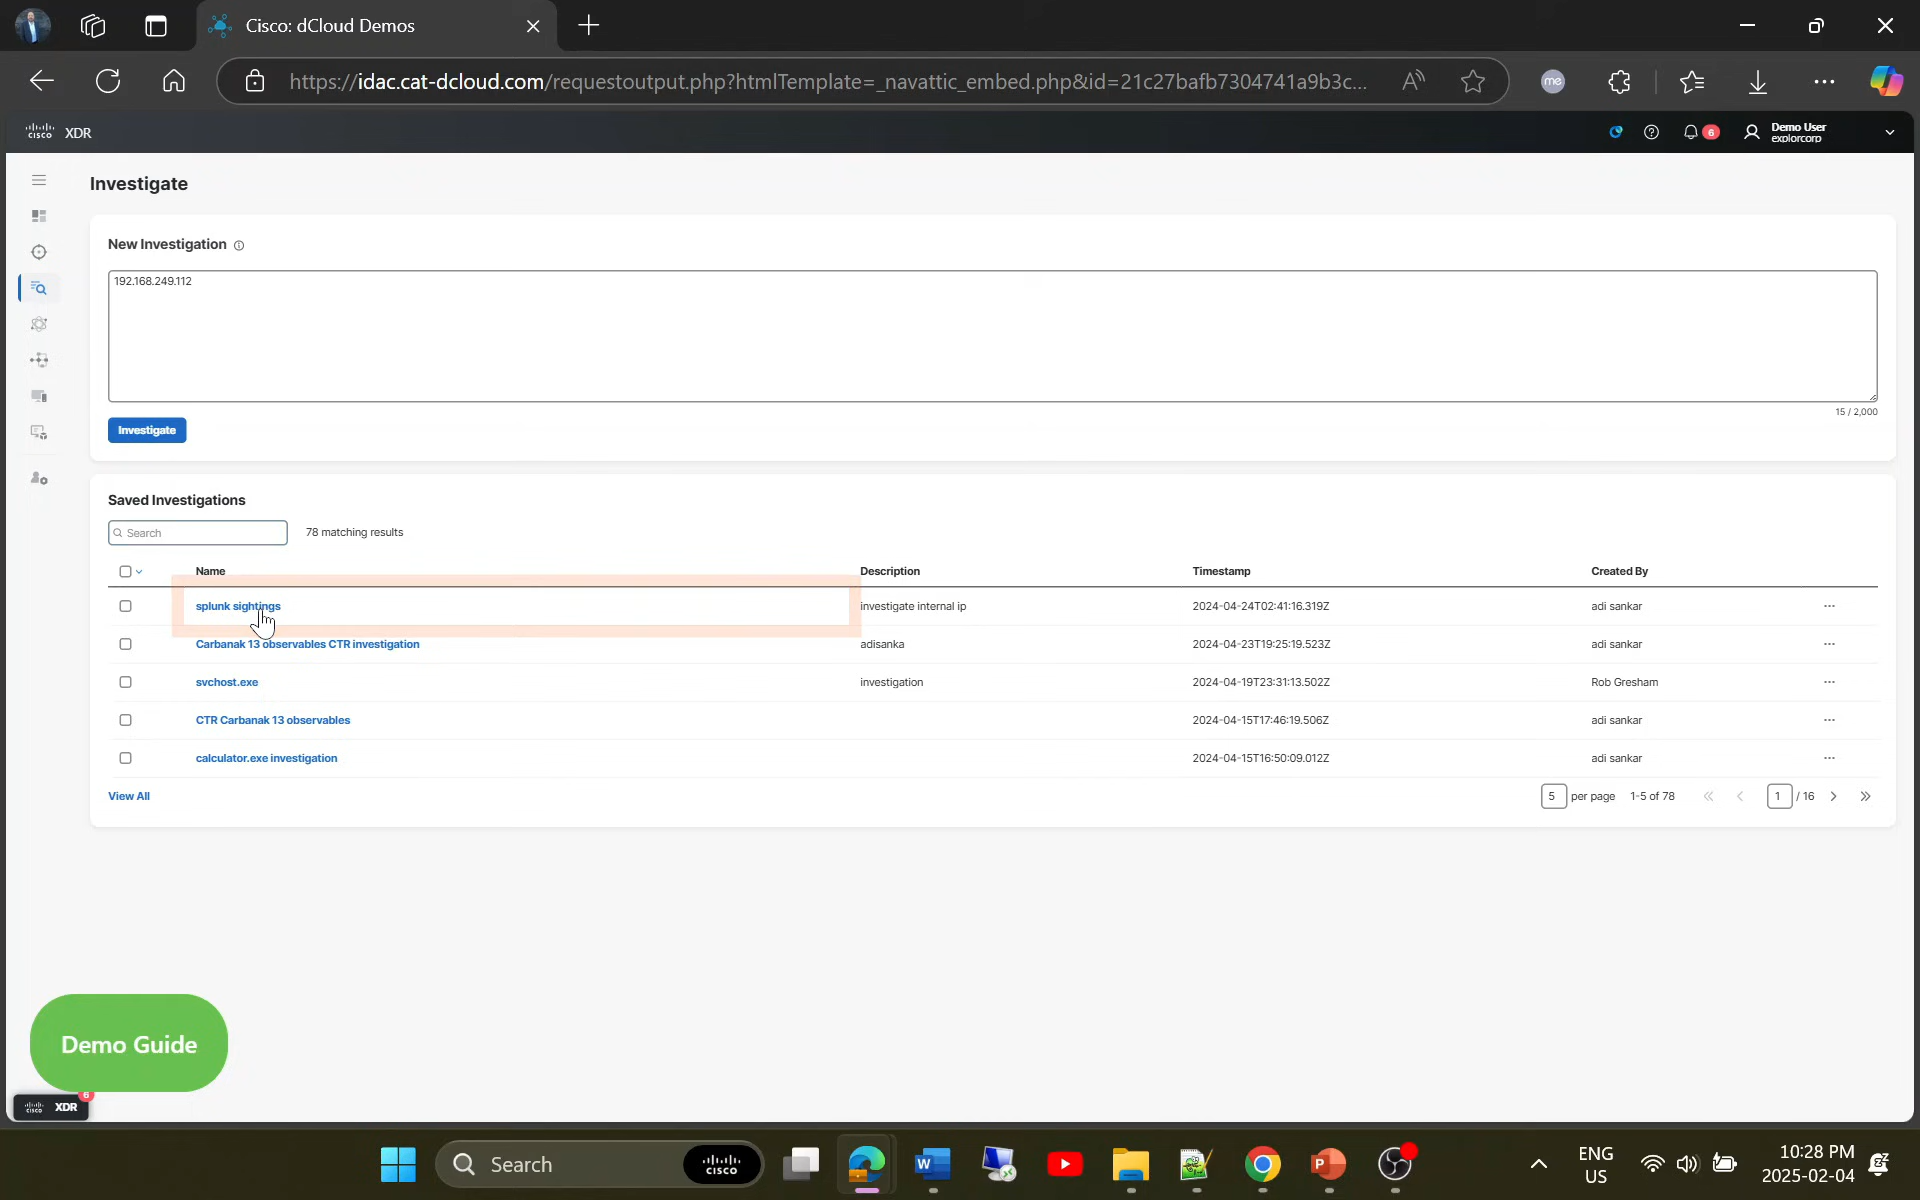 Cisco: dCloud Demos
https://idac.cat-dcloud.com/requestoutput.php?htmlTemplate=_navattic_embed.php&id=21c27bafb7304741a9b3c...
me
cisco XDR
6
Demo User
explorcorp
Investigate
New Investigation
192.168.249.112
15 / 2,000
Investigate
Saved Investigations
Search
78 matching results
Name Description Timestamp Created By
splunk sightings investigate internal ip 2024-04-24T02:41:16.319Z adi sankar
Carbanak 13 observables CTR investigation adisanka 2024-04-23T19:25:19.523Z adi sankar
svchost.exe investigation 2024-04-19T23:31:13.502Z Rob Gresham
CTR Carbanak 13 observables 2024-04-15T17:46:19.506Z adi sankar
calculator.exe investigation 2024-04-15T16:50:09.012Z adi sankar
View All
5 per page 1-5 of 78 1 / 16
Demo Guide
6
cisco XDR
Search
cisco
ENG
US
10:28 PM
2025-02-04